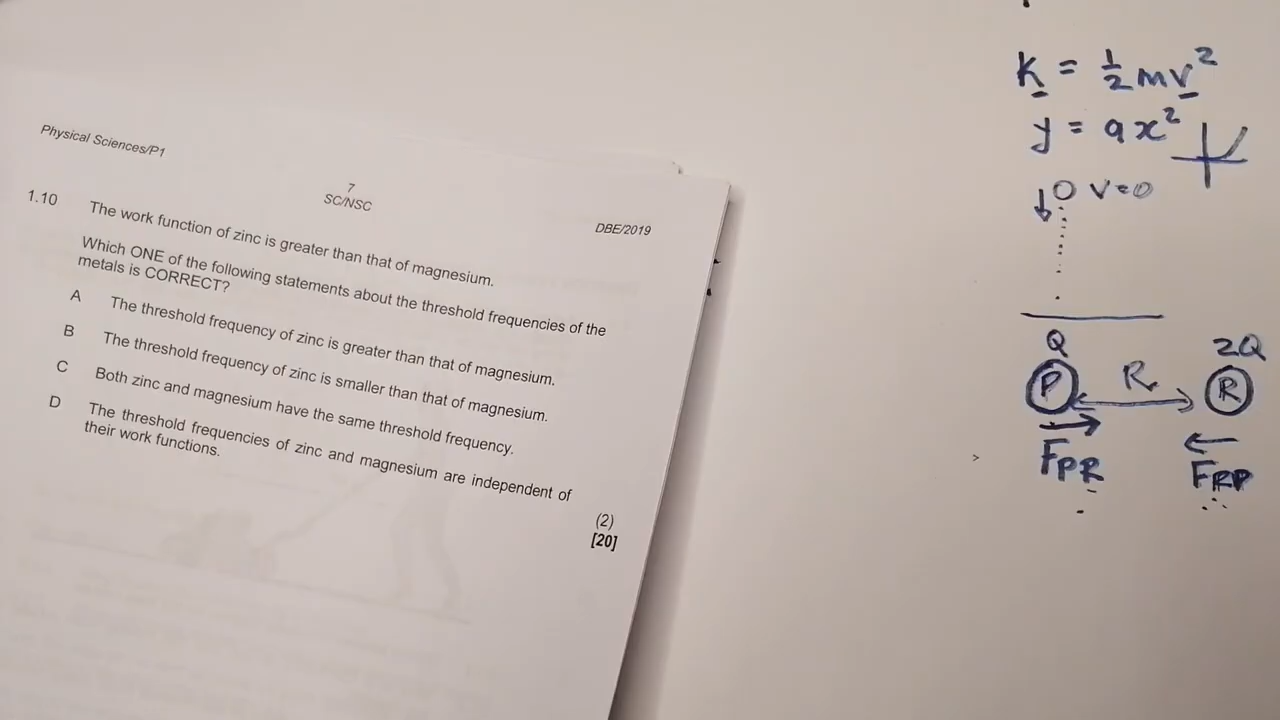 Physical Sciences/P1
7
SC/NSC
DBE/2019
1.10 The work function of zinc is greater than that of magnesium.
Which ONE of the following statements about the threshold frequencies of the
metals is CORRECT?
A The threshold frequency of zinc is greater than that of magnesium.
B The threshold frequency of zinc is smaller than that of magnesium.
C Both zinc and magnesium have the same threshold frequency.
D The threshold frequencies of zinc and magnesium are independent of
their work functions.
(2)
[20]
K = 1/2 mv²
y = ax²
v=0
Q 2Q
P R R
FPR FRP